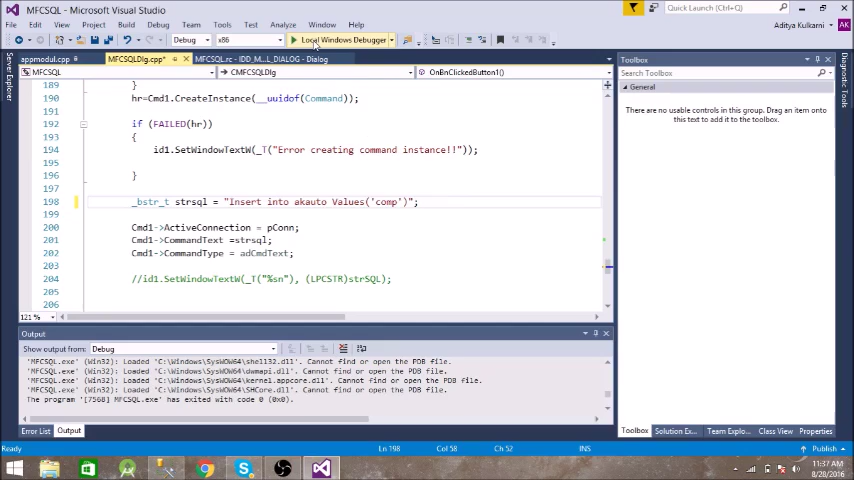 MFCSQL - Microsoft Visual Studio
Quick Launch (Ctrl+Q)
File Edit View Project Build Debug Team Tools Test Analyze Window Help
Aditya Kulkarni
Debug x86 Local Windows Debugger
appmodul.cpp MFCSQLDlg.cpp* MFCSQL.rc - IDD_M...L_DIALOG - Dialog
MFCSQL CMFCSQLDlg OnBnClickedButton1()
Server Explorer
189 }
190 hr=Cmd1.CreateInstance(__uuidof(Command));
191
192 if (FAILED(hr))
193 {
194 id1.SetWindowTextW(_T("Error creating command instance!!"));
195
196 }
197
198 _bstr_t strsql = "Insert into akauto Values('comp')";
199
200 Cmd1->ActiveConnection = pConn;
201 Cmd1->CommandText =strsql;
202 Cmd1->CommandType = adCmdText;
203
204 //id1.SetWindowTextW(_T("%sn"), (LPCSTR)strSQL);
205
206
121 %
Toolbox
Search Toolbox
General
There are no usable controls in this group. Drag an item onto
this text to add it to the toolbox.
Diagnostic Tools
Output
Show output from: Debug
'MFCSQL.exe' (Win32): Loaded 'C:\Windows\SysWOW64\shell32.dll'. Cannot find or open the PDB file.
'MFCSQL.exe' (Win32): Loaded 'C:\Windows\SysWOW64\dwmapi.dll'. Cannot find or open the PDB file.
'MFCSQL.exe' (Win32): Loaded 'C:\Windows\SysWOW64\kernel.appcore.dll'. Cannot find or open the PDB file.
'MFCSQL.exe' (Win32): Loaded 'C:\Windows\SysWOW64\SHCore.dll'. Cannot find or open the PDB file.
The program '[7568] MFCSQL.exe' has exited with code 0 (0x0).
Error List Output
Toolbox Solution Ex... Team Explo... Class View Properties
Ready Ln 198 Col 58 Ch 52 INS Publish
11:37 AM
8/28/2016